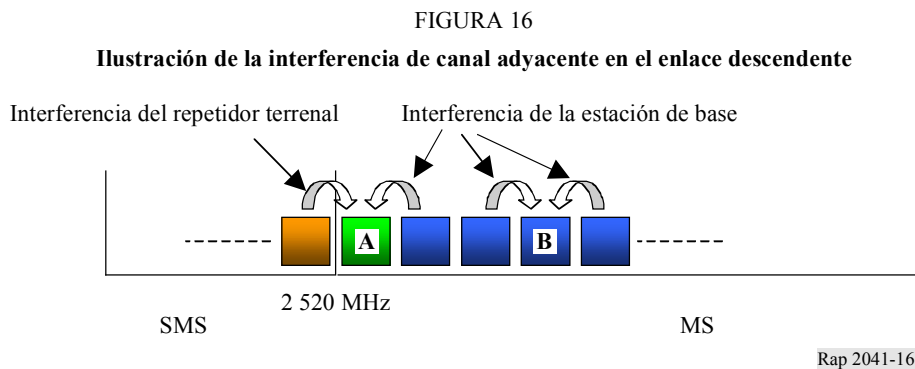 FIGURA 16
Ilustración de la interferencia de canal adyacente en el enlace descendente
Interferencia del repetidor terrenal
Interferencia de la estación de base
A
B
2 520 MHz
SMS
MS
Rap 2041-16